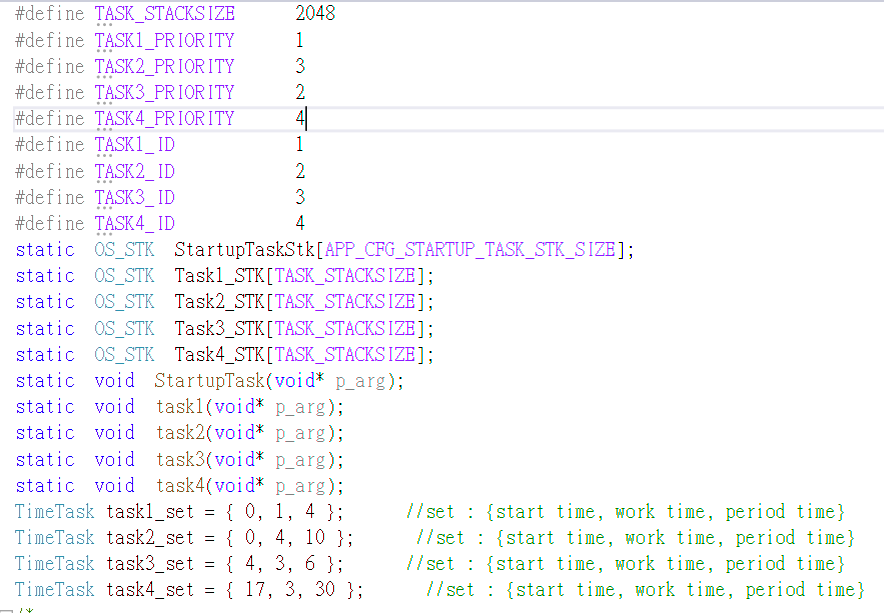 #define TASK_STACKSIZE      2048
#define TASK1_PRIORITY      1
#define TASK2_PRIORITY      3
#define TASK3_PRIORITY      2
#define TASK4_PRIORITY      4
#define TASK1_ID            1
#define TASK2_ID            2
#define TASK3_ID            3
#define TASK4_ID            4
static  OS_STK  StartupTaskStk[APP_CFG_STARTUP_TASK_STK_SIZE];
static  OS_STK  Task1_STK[TASK_STACKSIZE];
static  OS_STK  Task2_STK[TASK_STACKSIZE];
static  OS_STK  Task3_STK[TASK_STACKSIZE];
static  OS_STK  Task4_STK[TASK_STACKSIZE];
static  void  StartupTask(void* p_arg);
static  void  task1(void* p_arg);
static  void  task2(void* p_arg);
static  void  task3(void* p_arg);
static  void  task4(void* p_arg);
TimeTask task1_set = { 0, 1, 4 };      //set : {start time, work time, period time}
TimeTask task2_set = { 0, 4, 10 };      //set : {start time, work time, period time}
TimeTask task3_set = { 4, 3, 6 };      //set : {start time, work time, period time}
TimeTask task4_set = { 17, 3, 30 };      //set : {start time, work time, period time}
/*